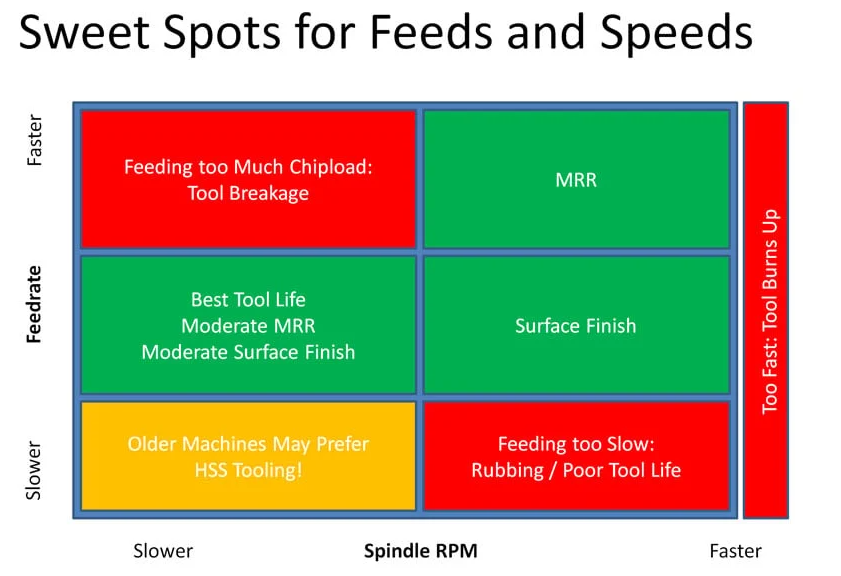 Sweet Spots for Feeds and Speeds
Faster
Feeding too Much Chipload:
Tool Breakage
MRR
Too Fast: Tool Burns Up
Feedrate
Best Tool Life
Moderate MRR
Moderate Surface Finish
Surface Finish
Slower
Older Machines May Prefer
HSS Tooling!
Feeding too Slow:
Rubbing / Poor Tool Life
Slower
Spindle RPM
Faster